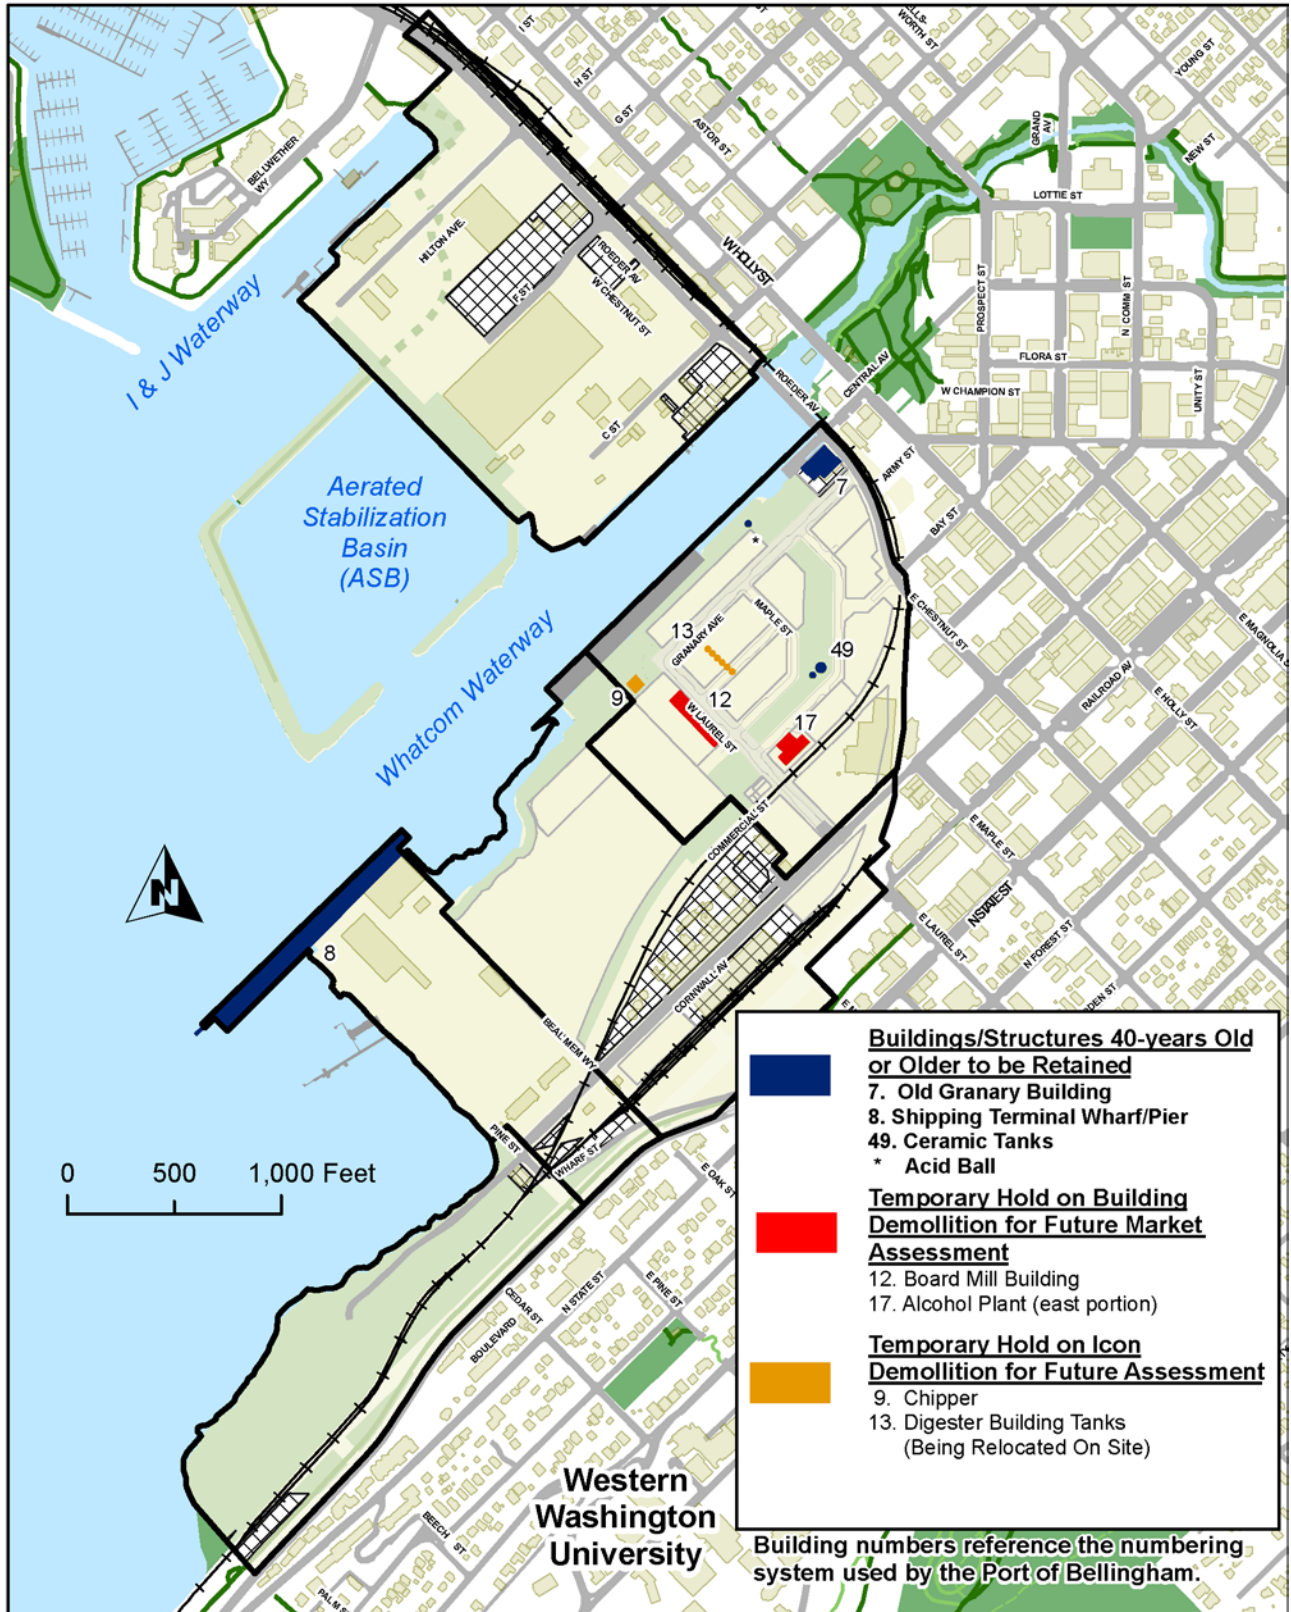 I ST
H ST
G ST
ASTOR ST
YOUNG ST
GRAND
AV
NEW ST
LOTTIE ST
BELLWETHER
WY
HILTON AVE.
F ST
ROEDER AV
W CHESTNUT ST
C ST
PROSPECT ST
N COMM ST
FLORA ST
UNITY ST
W CHAMPION ST
CENTRAL AV
ROEDER AV
ARMY ST
BAY ST
I & J Waterway
Aerated
Stabilization
Basin
(ASB)
Whatcom Waterway
7
*
MAPLE ST
GRANARY AVE
13
49
12
9
W LAUREL ST
17
E CHESTNUT ST
E MAGNOLIA S
RAILROAD AV
E HOLLY ST
COMMERCIAL ST
E MAPLE ST
N STATE ST
E LAUREL ST
N FOREST ST
CORNWALL AV
8
N
BEAL MEM WY
PINE ST
WHARF ST
E OAK ST
E PINE ST
N STATE ST
CEDAR ST
BOULEVARD
BEECH ST
PALM S
0 500 1,000 Feet
Buildings/Structures 40-years Old
or Older to be Retained
7. Old Granary Building
8. Shipping Terminal Wharf/Pier
49. Ceramic Tanks
* Acid Ball
Temporary Hold on Building
Demollition for Future Market
Assessment
12. Board Mill Building
17. Alcohol Plant (east portion)
Temporary Hold on Icon
Demollition for Future Assessment
9. Chipper
13. Digester Building Tanks
(Being Relocated On Site)
Western
Washington
University
Building numbers reference the numbering
system used by the Port of Bellingham.